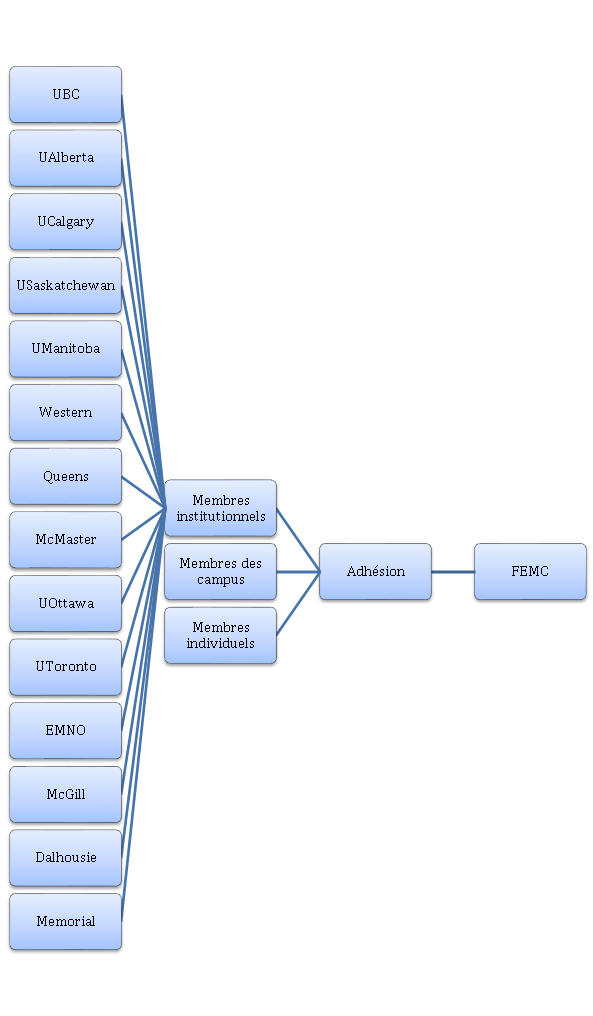 UBC
UAlberta
UCalgary
USaskatchewan
UManitoba
Western
Queens
McMaster
UOttawa
UToronto
EMNO
McGill
Dalhousie
Memorial
Membres
institutionnels
Membres des
campus
Membres
individuels
Adhésion
FEMC